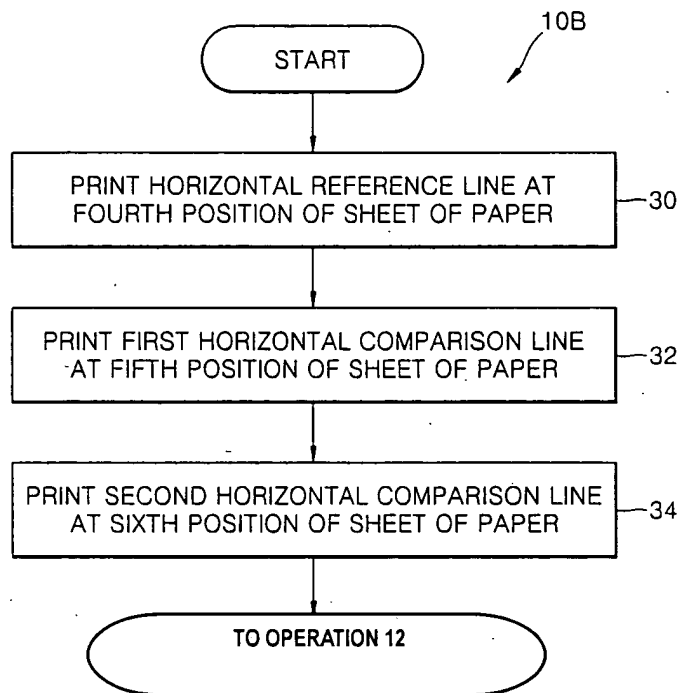 10B
START
PRINT HORIZONTAL REFERENCE LINE AT
FOURTH POSITION OF SHEET OF PAPER
30
PRINT FIRST HORIZONTAL COMPARISON LINE
AT FIFTH POSITION OF SHEET OF PAPER
32
PRINT SECOND HORIZONTAL COMPARISON LINE
AT SIXTH POSITION OF SHEET OF PAPER
34
TO OPERATION 12